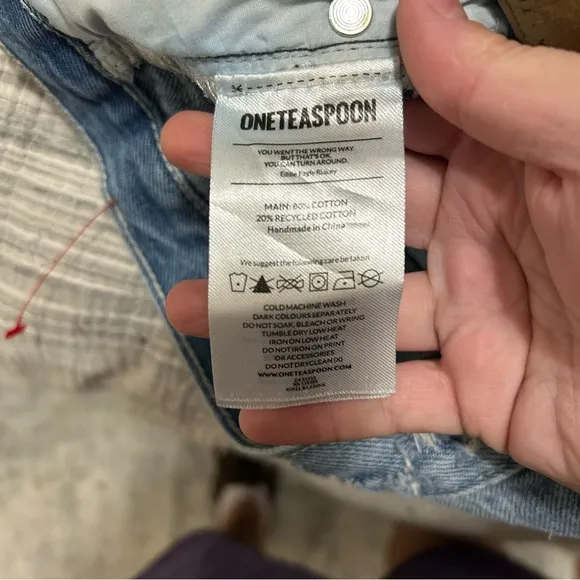 ONETEASPOON
YOU WENT THE WRONG WAY.
BUT THAT'S OK,
YOU CAN TURN AROUND.
MAIN: 80% COTTON
20% RECYCLED COTTON
Handmade in China
We suggest the following care be taken
COLD MACHINE WASH
DARK COLOURS SEPARATELY
DO NOT SOAK, BLEACH OR WRING
TUMBLE DRY LOW HEAT
IRON ON LOW HEAT
DO NOT IRON ON PRINT
OR ACCESSORIES
DO NOT DRYCLEAN (X)
WWW.ONETEASPOON.COM